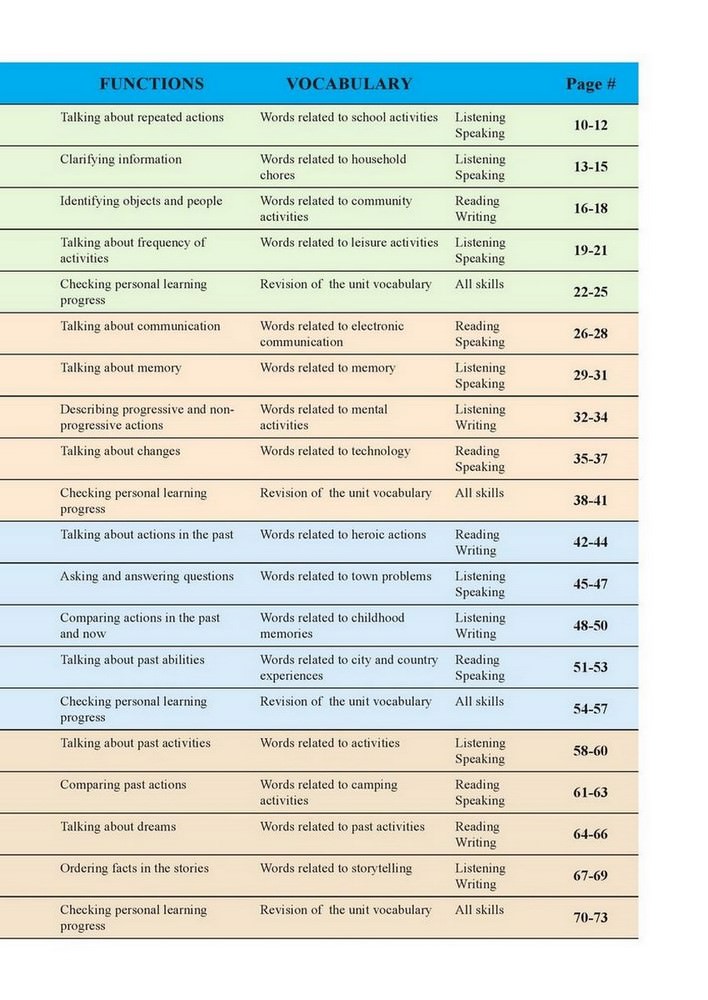 FUNCTIONS VOCABULARY Page #
Talking about repeated actions Words related to school activities Listening
Speaking 10-12
Clarifying information Words related to household Listening
chores Speaking 13-15
Identifying objects and people Words related to community Reading
activities Writing 16-18
Talking about frequency of Words related to leisure activities Listening
activities Speaking 19-21
Checking personal learning Revision of the unit vocabulary All skills
progress 22-25
Talking about communication Words related to electronic Reading
communication Speaking 26-28
Talking about memory Words related to memory Listening
Speaking 29-31
Describing progressive and non- Words related to mental Listening
progressive actions activities Writing 32-34
Talking about changes Words related to technology Reading
Speaking 35-37
Checking personal learning Revision of the unit vocabulary All skills
progress 38-41
Talking about actions in the past Words related to heroic actions Reading
Writing 42-44
Asking and answering questions Words related to town problems Listening
Speaking 45-47
Comparing actions in the past Words related to childhood Listening
and now memories Writing 48-50
Talking about past abilities Words related to city and country Reading
experiences Speaking 51-53
Checking personal learning Revision of the unit vocabulary All skills
progress 54-57
Talking about past activities Words related to activities Listening
Speaking 58-60
Comparing past actions Words related to camping Reading
activities Speaking 61-63
Talking about dreams Words related to past activities Reading
Writing 64-66
Ordering facts in the stories Words related to storytelling Listening
Writing 67-69
Checking personal learning Revision of the unit vocabulary All skills
progress 70-73